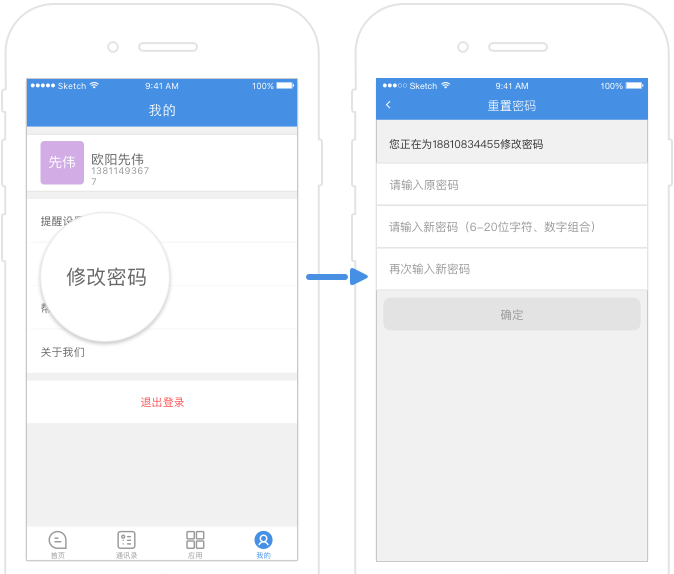 Sketch 9:41 AM 100%
我的
先伟
欧阳先伟
1381149367
7
提醒设
修改密码
关于我们
退出登录
首页 通讯录 应用 我的
Sketch 9:41 AM 100%
重置密码
您正在为18810834455修改密码
请输入原密码
请输入新密码（6-20位字符、数字组合）
再次输入新密码
确定